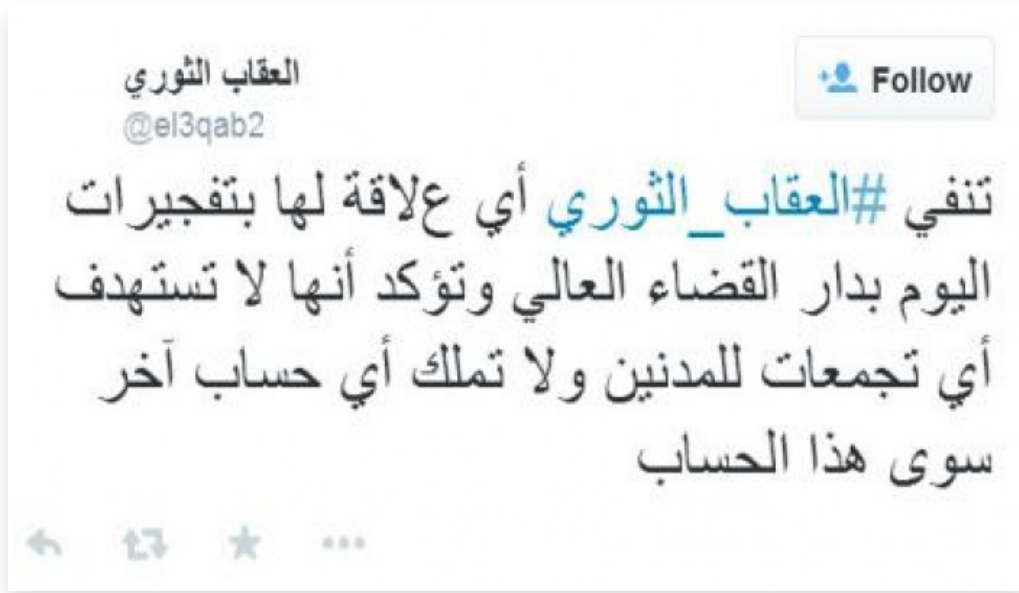 العقاب الثوري
@el3qab2
Follow
تنفي #العقاب_الثوري أي علاقة لها بتفجيرات
اليوم بدار القضاء العالي وتؤكد أنها لا تستهدف
أي تجمعات للمدنين ولا تملك أي حساب آخر
سوى هذا الحساب